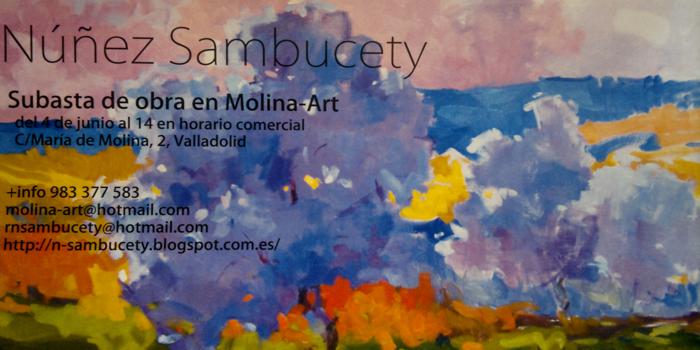 Núñez Sambucety
Subasta de obra en Molina-Art
del 4 de junio al 14 en horario comercial
C/María de Molina, 2, Valladolid
+info 983 377 583
molina-art@hotmail.com
rnsambucety@hotmail.com
http://n-sambucety.blogspot.com.es/